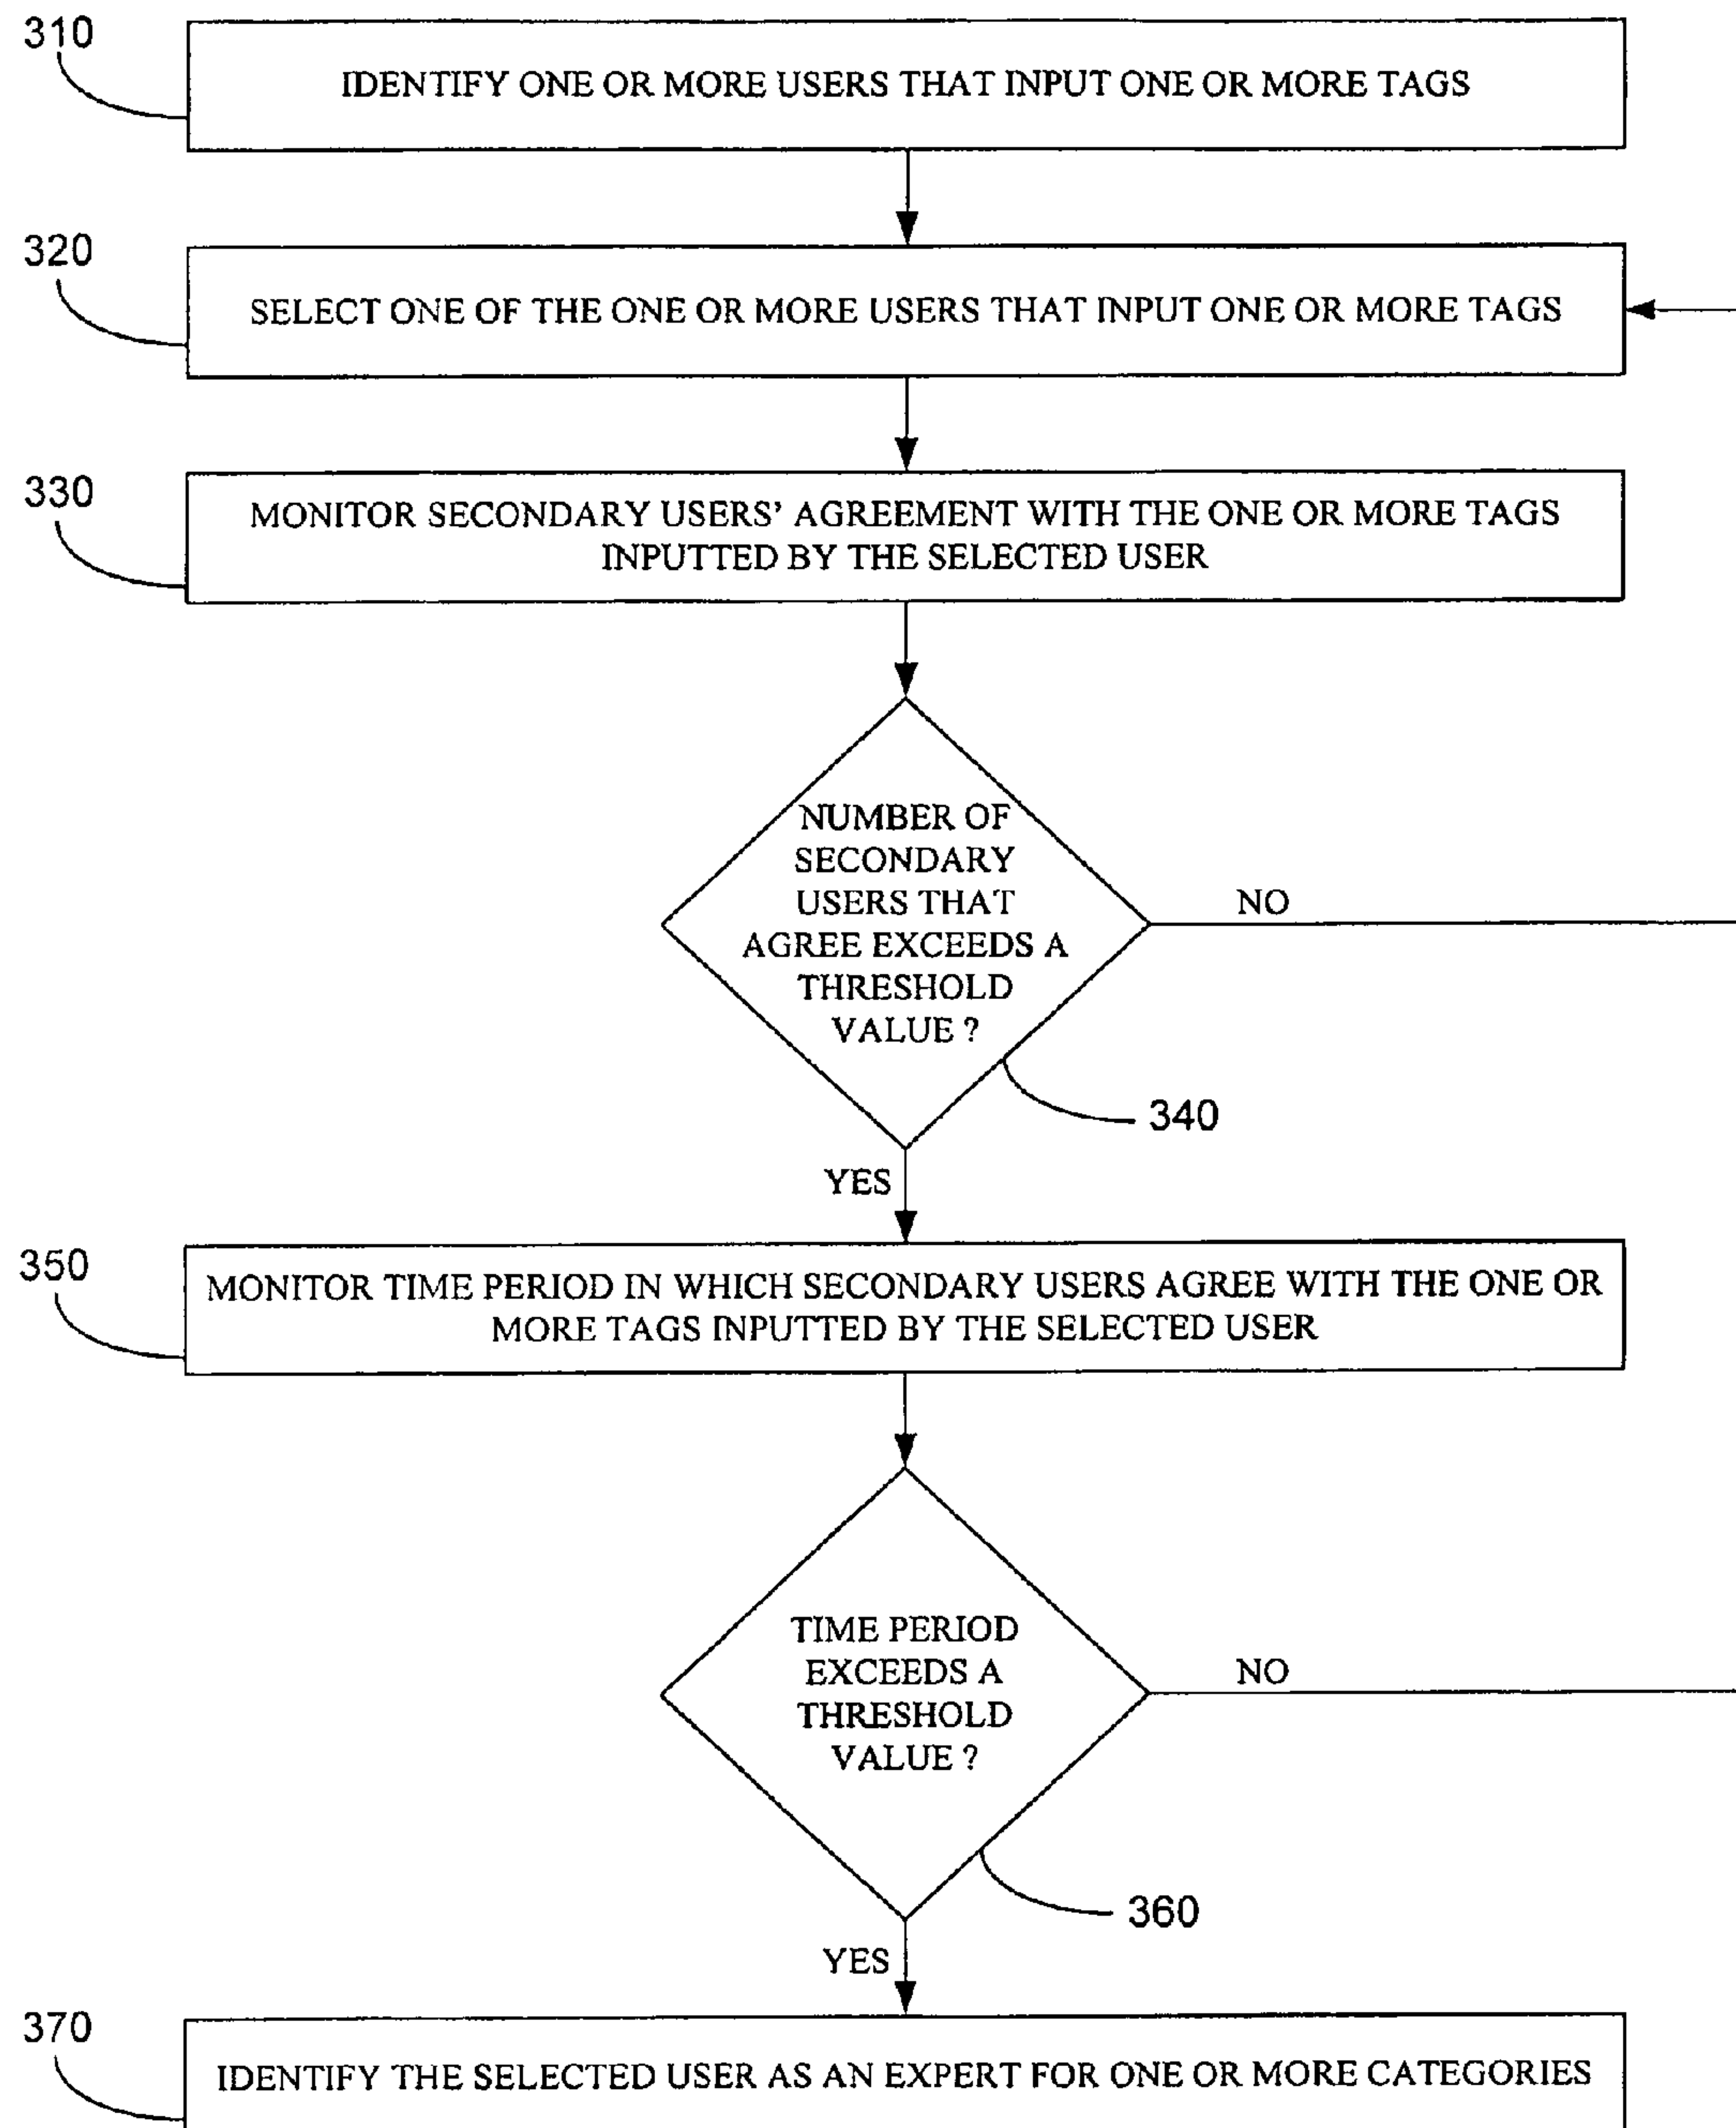 310
IDENTIFY ONE OR MORE USERS THAT INPUT ONE OR MORE TAGS
320
SELECT ONE OF THE ONE OR MORE USERS THAT INPUT ONE OR MORE TAGS
330
MONITOR SECONDARY USERS' AGREEMENT WITH THE ONE OR MORE TAGS
INPUTTED BY THE SELECTED USER
NUMBER OF
SECONDARY
USERS THAT
AGREE EXCEEDS A
THRESHOLD
VALUE ?
NO
340
YES
350
MONITOR TIME PERIOD IN WHICH SECONDARY USERS AGREE WITH THE ONE OR
MORE TAGS INPUTTED BY THE SELECTED USER
TIME PERIOD
EXCEEDS A
THRESHOLD
VALUE ?
NO
360
YES
370
IDENTIFY THE SELECTED USER AS AN EXPERT FOR ONE OR MORE CATEGORIES